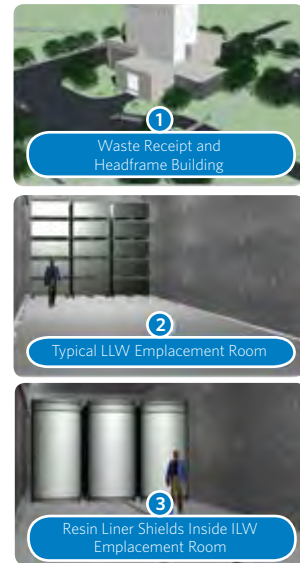 1
Waste Receipt and
Headframe Building
2
Typical LLW Emplacement Room
3
Resin Liner Shields Inside ILW
Emplacement Room